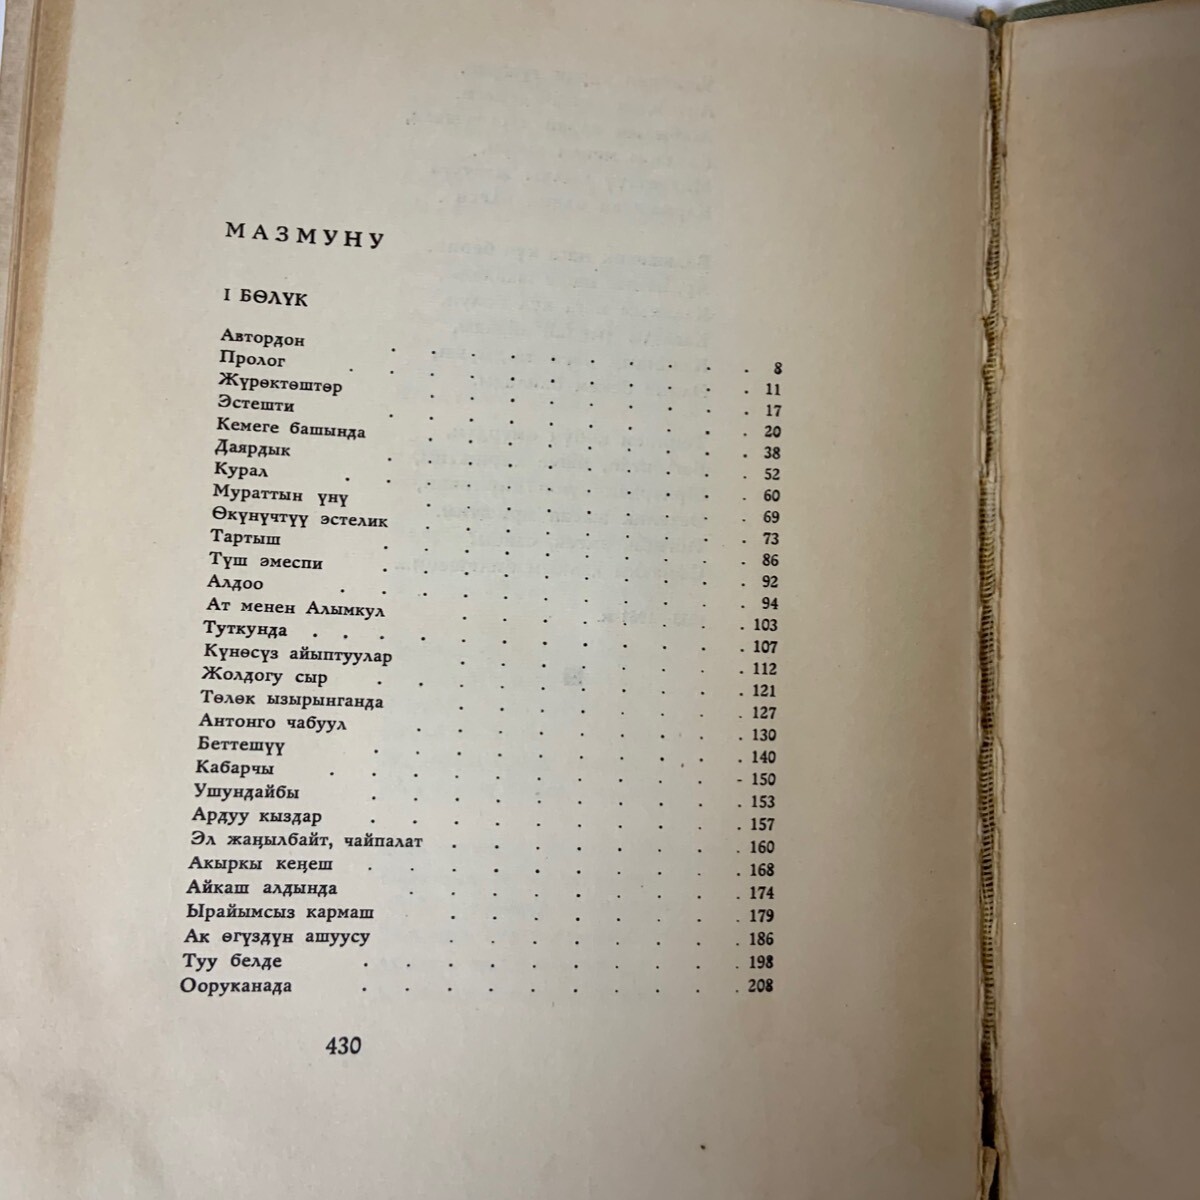 МАЗМУНУ
I БӨЛҮК
Автордон . . . . . . . . . . 8
Пролог . . . . . . . . . . . 11
Жүрөктөштөр . . . . . . . . . 17
Эстешти . . . . . . . . . . 20
Кемеге башында . . . . . . . . . 38
Даярдык . . . . . . . . . . 52
Курал . . . . . . . . . . . 60
Мураттын үнү . . . . . . . . . 69
Өкүнүчтүү эстелик . . . . . . . . . 73
Тартыш . . . . . . . . . . 86
Түш эмеспи . . . . . . . . . . 92
Алдоо . . . . . . . . . . . 94
Ат менен Алымкул . . . . . . . . 103
Туткунда . . . . . . . . . . . . 107
Күнөсүз айыптуулар . . . . . . . . 112
Жолдогу сыр . . . . . . . . . . 121
Төлөк ызырынганда . . . . . . . . 127
Антонго чабуул . . . . . . . . . 130
Беттешүү . . . . . . . . . . 140
Кабарчы . . . . . . . . . . - 150
Ушундайбы . . . . . . . . . . 153
Ардуу кыздар . . . . . . . . . . 157
Эл жаңылбайт, чайпалат . . . . . . . . 160
Акыркы кеңеш . . . . . . . . . . 168
Айкаш алдында . . . . . . . . . 174
Ырайымсыз кармаш . . . . . . . . 179
Ак өгүздүн ашуусу . . . . . . . . 186
Туу белде . . . . . . . . . . 198
Ооруканада . . . . . . . . . . 208
430